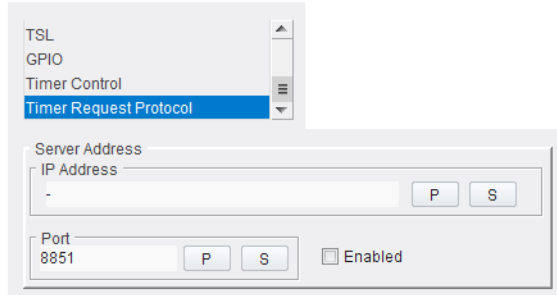 TSL
GPIO
Timer Control
Timer Request Protocol
Server Address
IP Address
- P S
Port
8851 P S Enabled